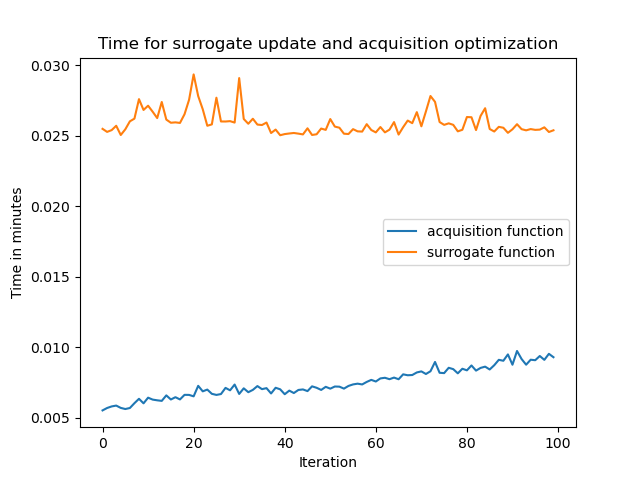 Time for surrogate update and acquisition optimization
0.030
0.025
0.020
0.015
0.010
0.005
Time in minutes
acquisition function
surrogate function
0 20 40 60 80 100
Iteration